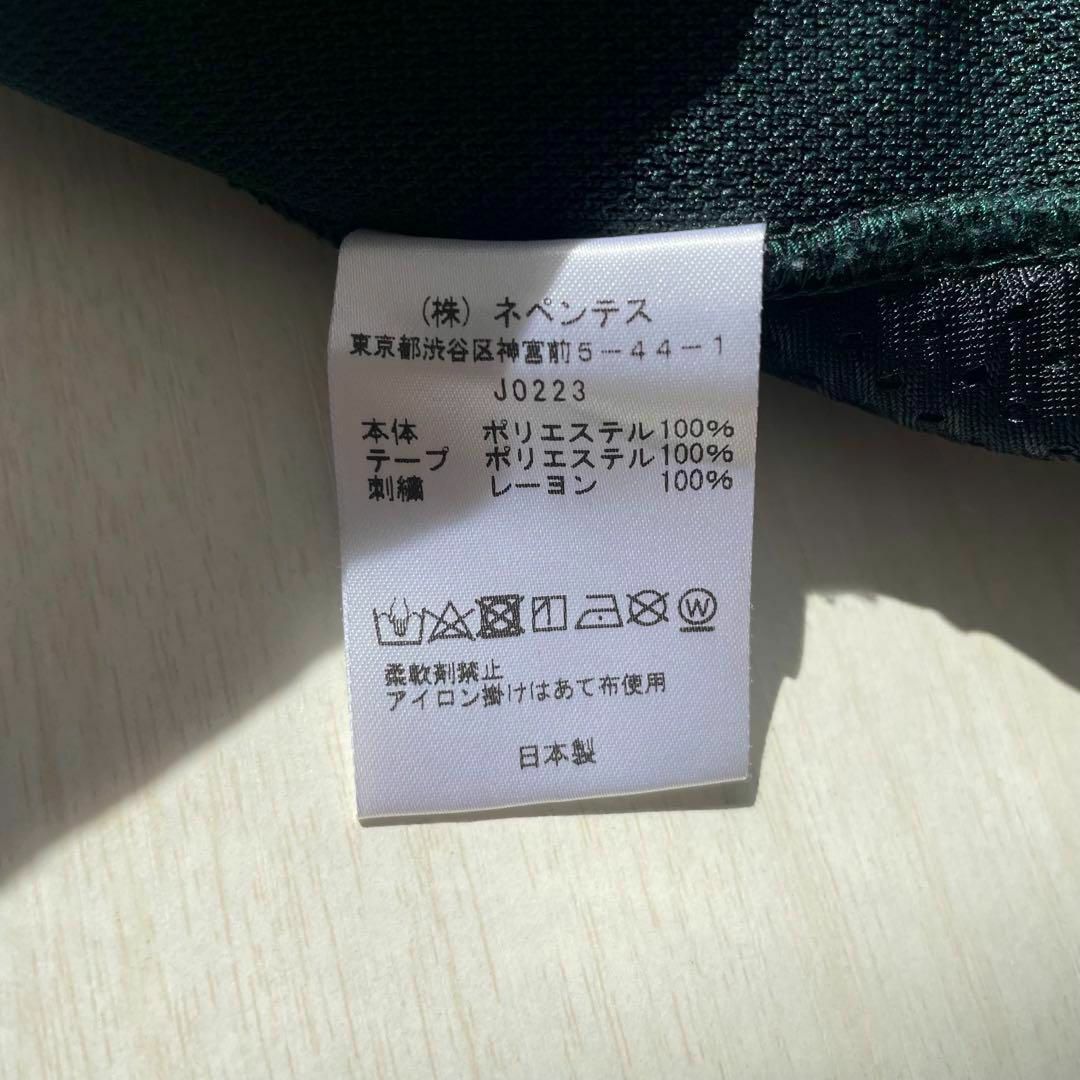 (株) ネペンテス
東京都渋谷区神宮前5-44-1
J0223
本体 ポリエステル100%
テープ ポリエステル100%
刺繍 レーヨン 100%
W
柔軟剤禁止
アイロン掛けはあて布使用
日本製